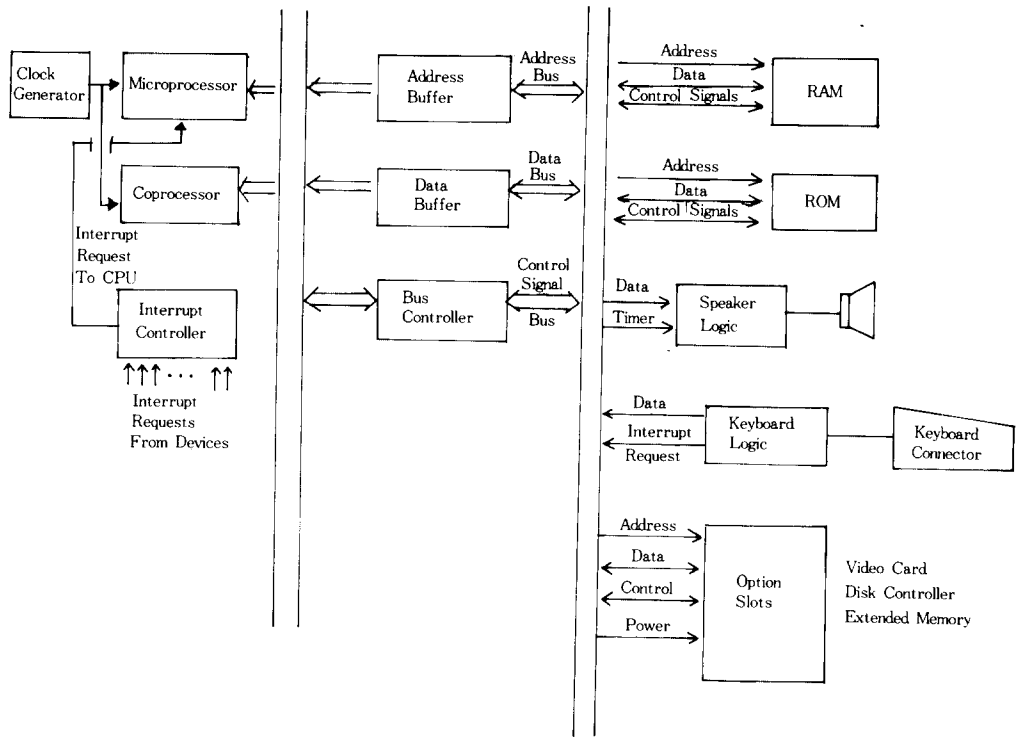 Clock
Generator
Microprocessor
Coprocessor
Interrupt
Request
To CPU
Interrupt
Controller
Interrupt
Requests
From Devices
Address
Buffer
Address
Bus
Data
Buffer
Data
Bus
Bus
Controller
Control
Signal
Bus
Address
Data
Control Signals
RAM
Address
Data
Control Signals
ROM
Data
Timer
Speaker
Logic
Data
Interrupt
Request
Keyboard
Logic
Keyboard
Connector
Address
Data
Control
Power
Option
Slots
Video Card
Disk Controller
Extended Memory